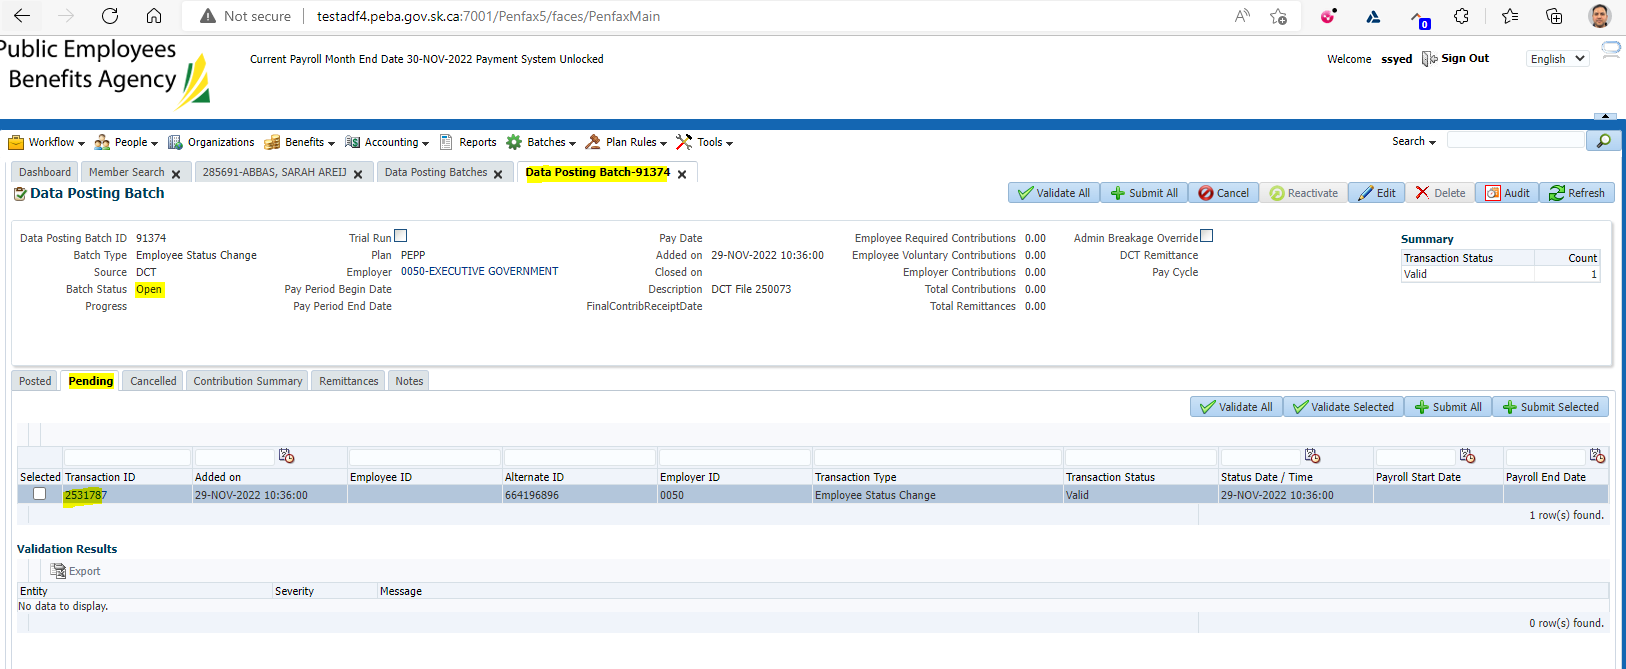 Not secure | testadf4.peba.gov.sk.ca:7001/Penfax5/faces/PenfaxMain
0
Public Employees
Benefits Agency
Current Payroll Month End Date 30-NOV-2022 Payment System Unlocked
Welcome ssyed Sign Out English
Workflow People Organizations Benefits Accounting Reports Batches Plan Rules Tools Search
Dashboard Member Search 285691-ABBAS, SARAH AREIJ Data Posting Batches Data Posting Batch-91374
Data Posting Batch
Validate All Submit All Cancel Reactivate Edit Delete Audit Refresh
Data Posting Batch ID 91374 Trial Run Pay Date Employee Required Contributions 0.00 Admin Breakage Override Summary
Batch Type Employee Status Change Plan PEPP Added on 29-NOV-2022 10:36:00 Employee Voluntary Contributions 0.00 DCT Remittance Transaction Status Count
Source DCT Employer 0050-EXECUTIVE GOVERNMENT Closed on Employer Contributions 0.00 Pay Cycle Valid 1
Batch Status Open Pay Period Begin Date Description DCT File 250073 Total Contributions 0.00
Progress Pay Period End Date FinalContribReceiptDate Total Remittances 0.00
Posted Pending Cancelled Contribution Summary Remittances Notes
Validate All Validate Selected Submit All Submit Selected
Selected Transaction ID Added on Employee ID Alternate ID Employer ID Transaction Type Transaction Status Status Date / Time Payroll Start Date Payroll End Date
2531787 29-NOV-2022 10:36:00 664196896 0050 Employee Status Change Valid 29-NOV-2022 10:36:00
1 row(s) found.
Validation Results
Export
Entity Severity Message
No data to display.
0 row(s) found.